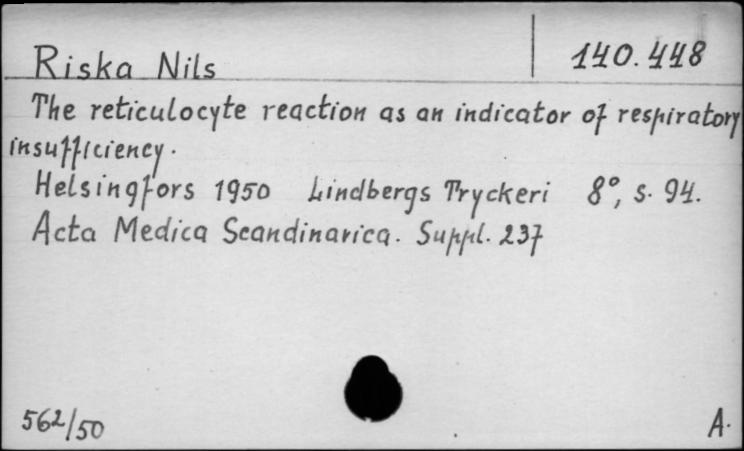 Riska Nils 140.448
The reticulocyte reaction as an indicator of respiratory
insufficiency.
Helsingfors 1950 Lindbergs Tryckeri 8°, s. 94.
Acta Medica Scandinavica. Suppl. 237
562/50 A.